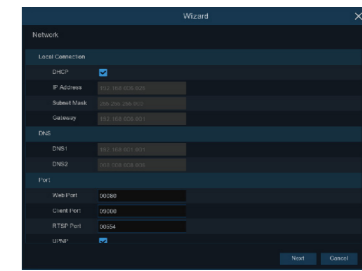 Wizard
Network
Local Connection
DHCP
IP Address
Subnet Mask
Gateway
DNS
DNS1
DNS2
Port
Web Port 00080
Client Port 09000
RTSP Port 00554
UPNP
Next Cancel